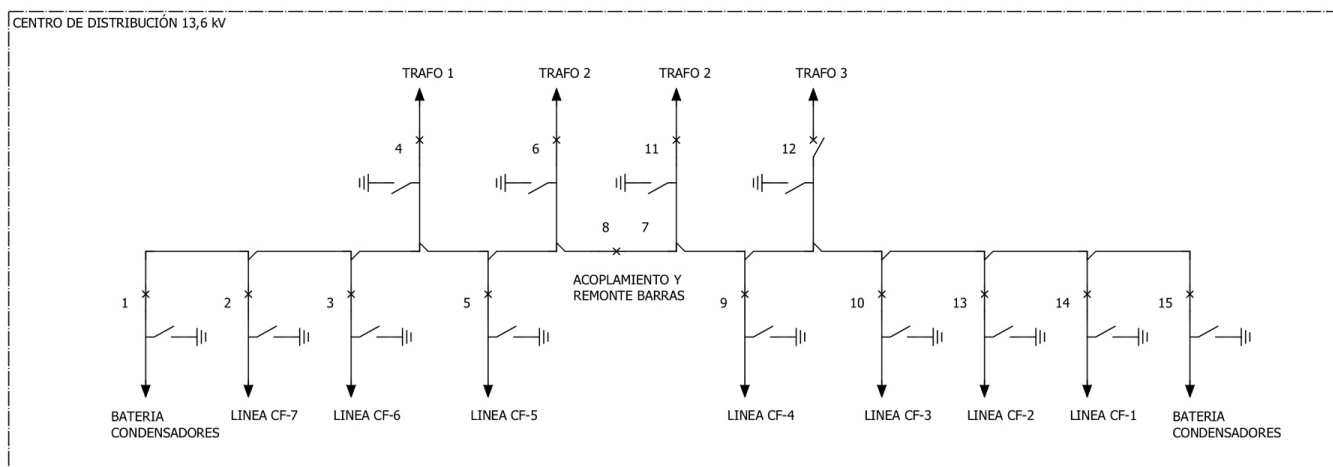 CENTRO DE DISTRIBUCIÓN 13,6 kV
TRAFO 1
TRAFO 2
TRAFO 2
TRAFO 3
4
6
11
12
8
7
ACOPLAMIENTO Y
REMONTE BARRAS
1
2
3
5
9
10
13
14
15
BATERIA
CONDENSADORES
LINEA CF-7
LINEA CF-6
LINEA CF-5
LINEA CF-4
LINEA CF-3
LINEA CF-2
LINEA CF-1
BATERIA
CONDENSADORES